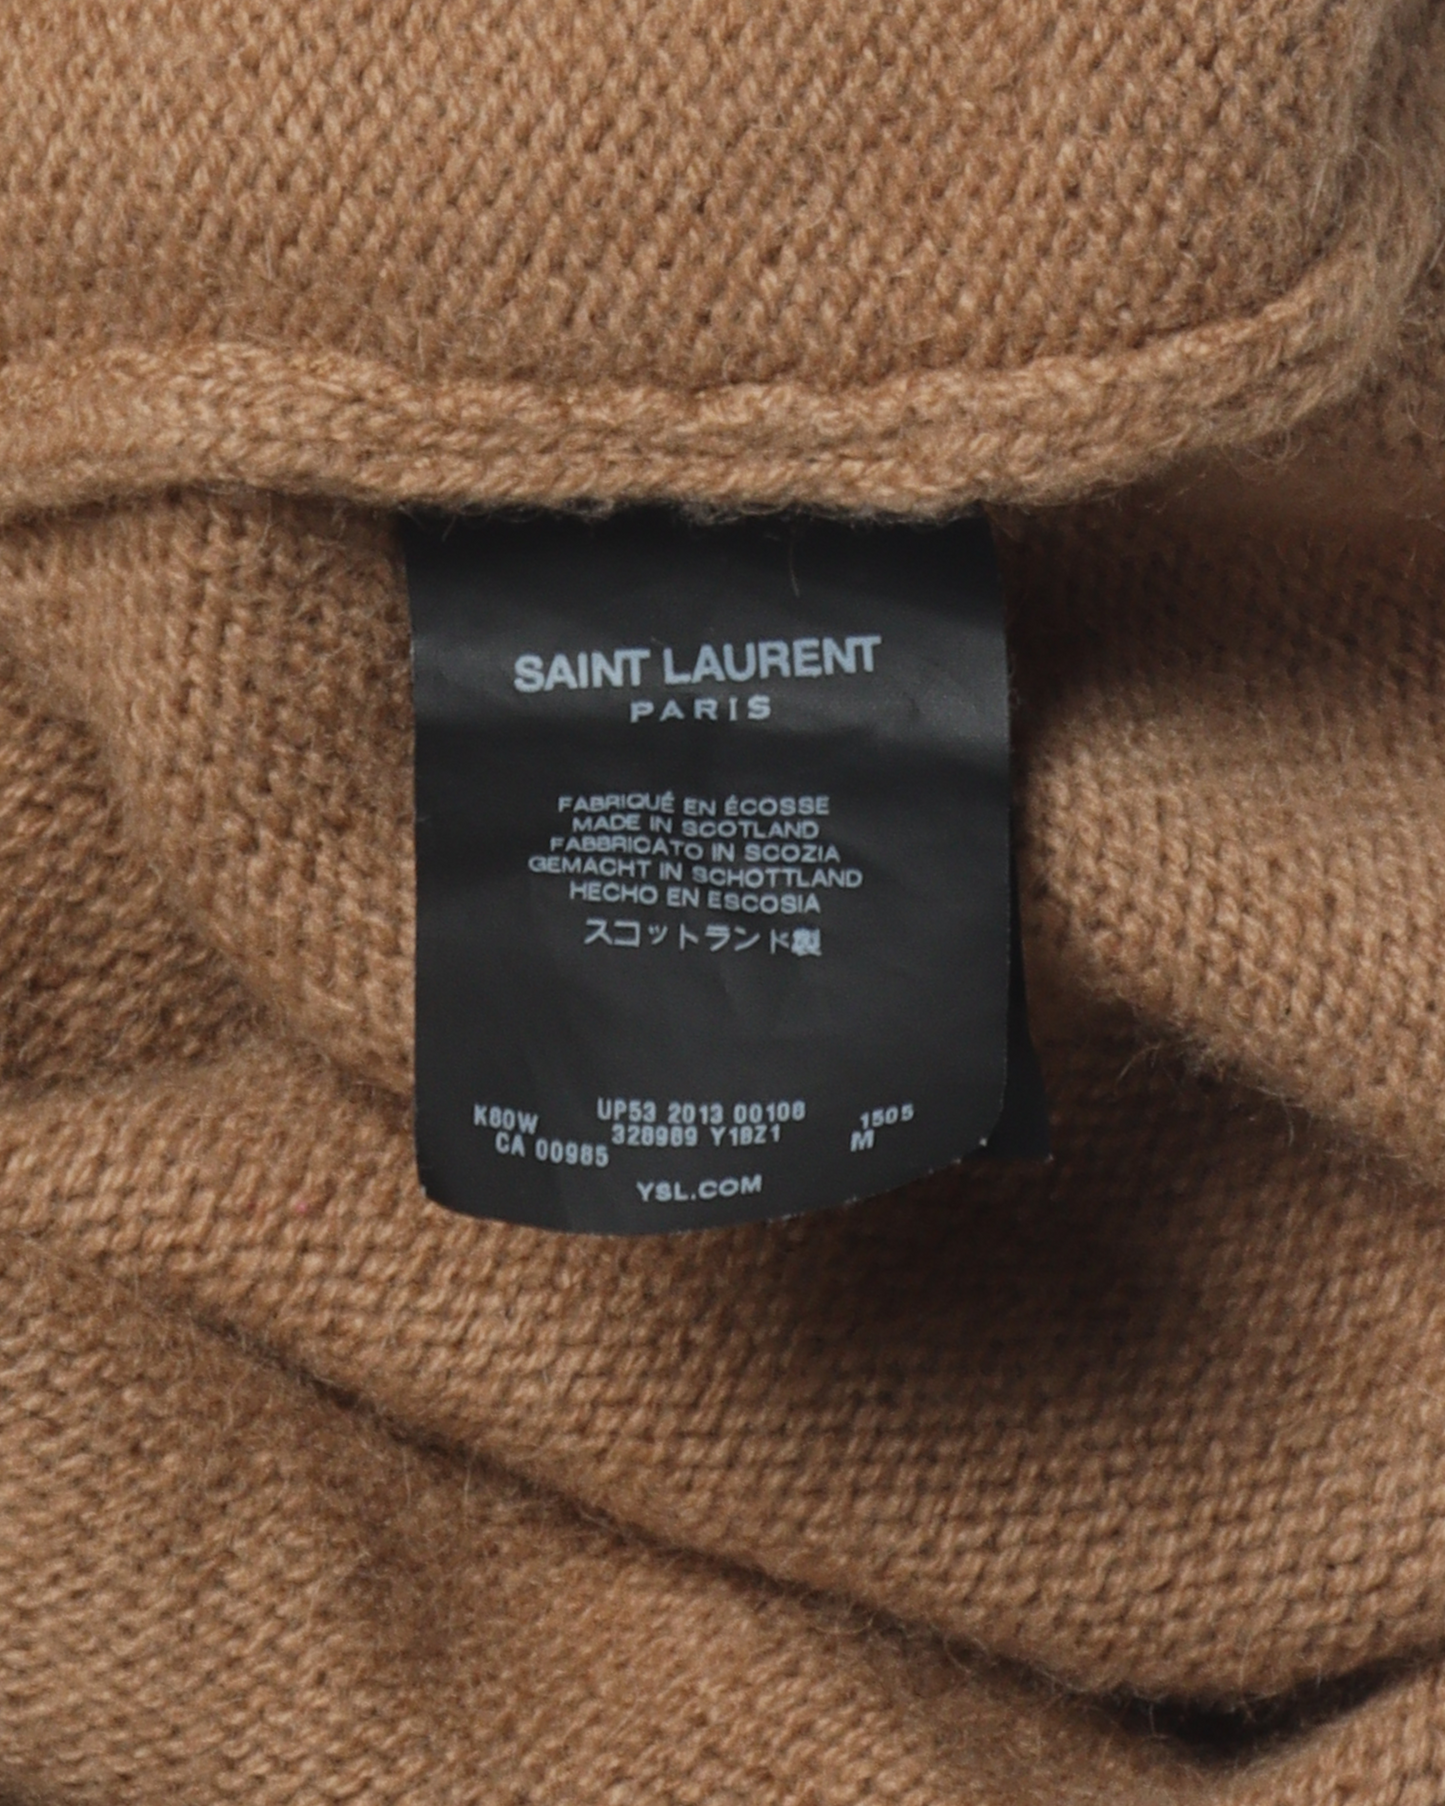 SAINT LAURENT
PARIS
FABRIQUÉ EN ÉCOSSE
MADE IN SCOTLAND
FABBRICATO IN SCOZIA
GEMACHT IN SCHOTTLAND
HECHO EN ESCOSIA
スコットランド製
K80W UP53 2013 00108 1505
CA 00985 328989 Y1BZ1 M
YSL.COM